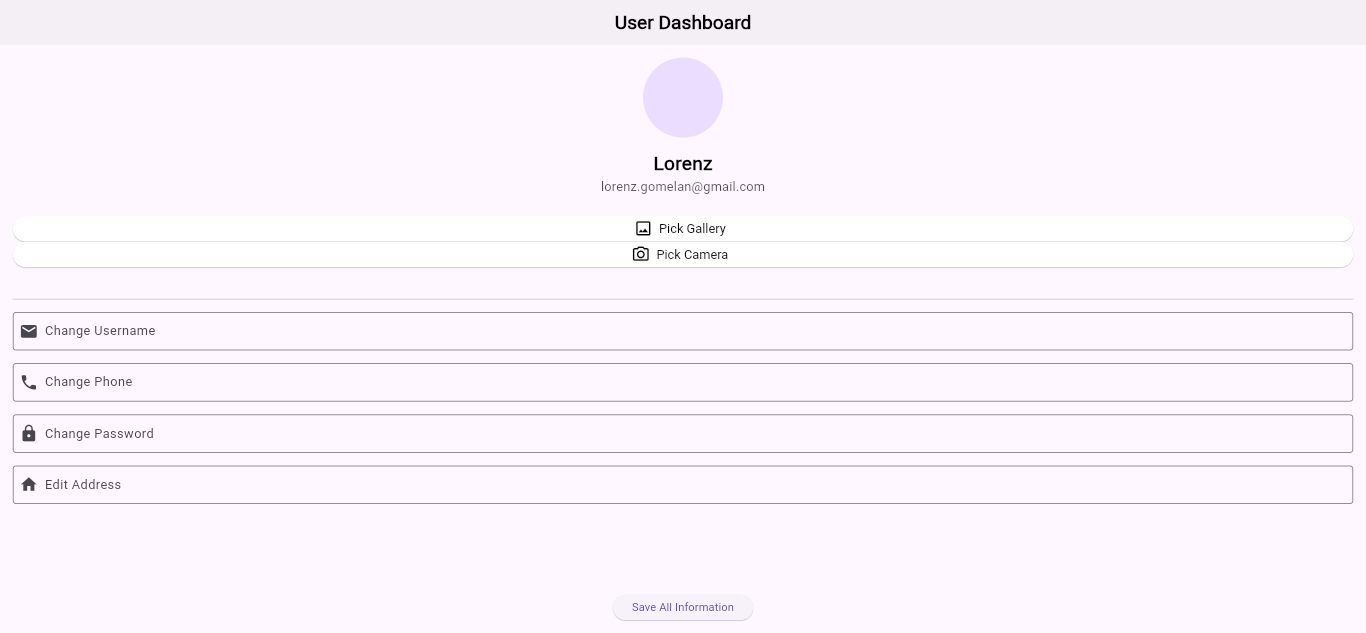 User Dashboard
Lorenz
lorenz.gomelan@gmail.com
Pick Gallery
Pick Camera
Change Username
Change Phone
Change Password
Edit Address
Save All Information